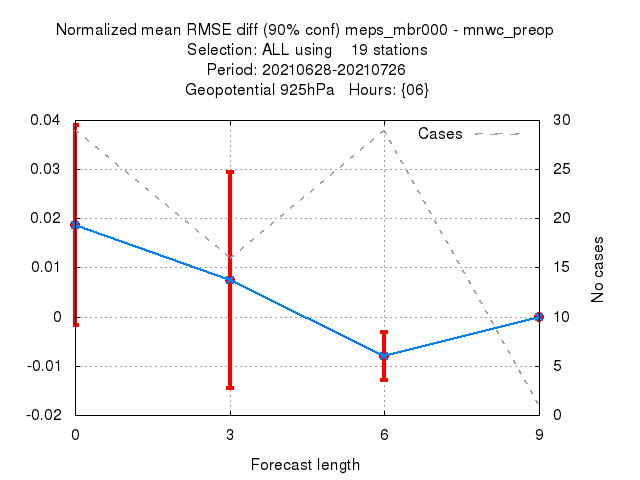 Normalized mean RMSE diff (90% conf) meps_mbr000 - mnwc_preop
Selection: ALL using    19 stations
Period: 20210628-20210726
Geopotential 925hPa   Hours: {06}
0.04
0.03
0.02
0.01
0
-0.01
-0.02
Cases
30
25
20
15
10
5
0
No cases
0 3 6 9
Forecast length